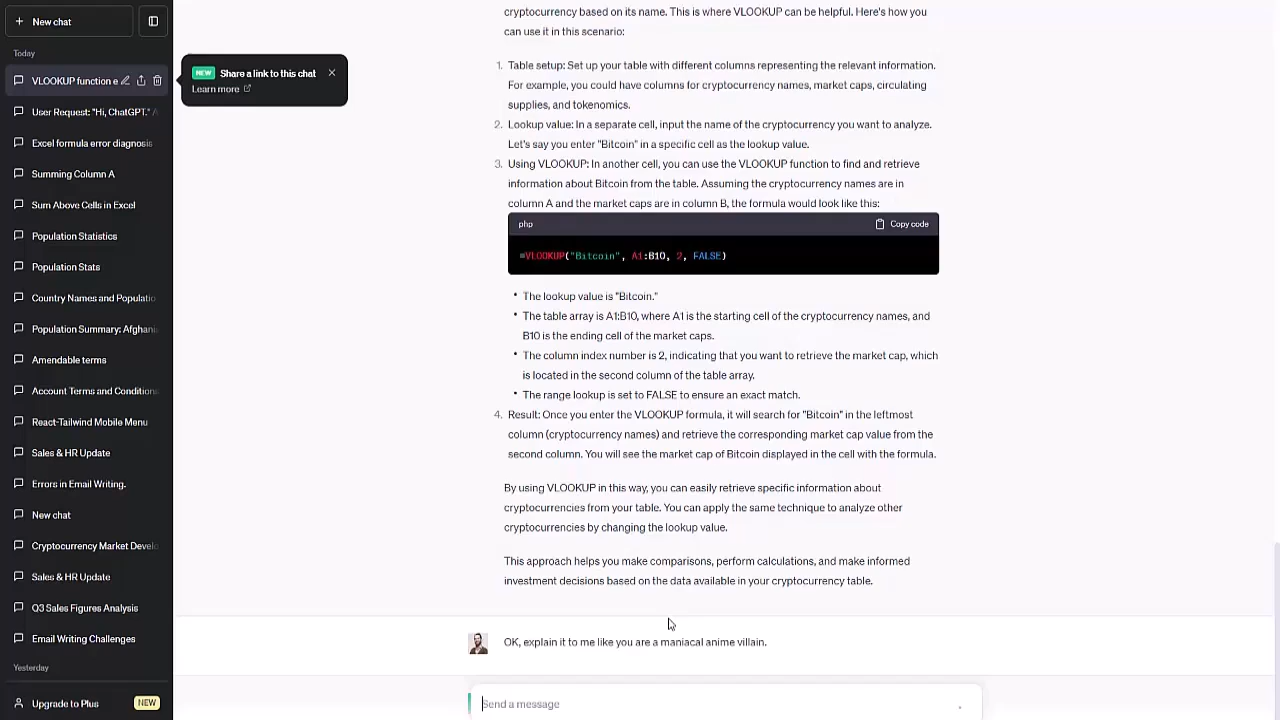 New chat
Today
VLOOKUP function e
User Request: "Hi, ChatGPT." /
Excel formula error diagnosis
Summing Column A
Sum Above Cells in Excel
Population Statistics
Population Stats
Country Names and Populatio
Population Summary: Afghani
Amendable terms
Account Terms and Conditions
React-Tailwind Mobile Menu
Sales & HR Update
Errors in Email Writing.
New chat
Cryptocurrency Market Develo
Sales & HR Update
Q3 Sales Figures Analysis
Email Writing Challenges
Yesterday
Upgrade to Plus NEW
NEW Share a link to this chat
Learn more
cryptocurrency based on its name. This is where VLOOKUP can be helpful. Here's how you
can use it in this scenario:
1. Table setup: Set up your table with different columns representing the relevant information.
For example, you could have columns for cryptocurrency names, market caps, circulating
supplies, and tokenomics.
2. Lookup value: In a separate cell, input the name of the cryptocurrency you want to analyze.
Let's say you enter "Bitcoin" in a specific cell as the lookup value.
3. Using VLOOKUP: In another cell, you can use the VLOOKUP function to find and retrieve
information about Bitcoin from the table. Assuming the cryptocurrency names are in
column A and the market caps are in column B, the formula would look like this:
php Copy code
=VLOOKUP("Bitcoin", A1:B10, 2, FALSE)
• The lookup value is "Bitcoin."
• The table array is A1:B10, where A1 is the starting cell of the cryptocurrency names, and
B10 is the ending cell of the market caps.
• The column index number is 2, indicating that you want to retrieve the market cap, which
is located in the second column of the table array.
• The range lookup is set to FALSE to ensure an exact match.
4. Result: Once you enter the VLOOKUP formula, it will search for "Bitcoin" in the leftmost
column (cryptocurrency names) and retrieve the corresponding market cap value from the
second column. You will see the market cap of Bitcoin displayed in the cell with the formula.
By using VLOOKUP in this way, you can easily retrieve specific information about
cryptocurrencies from your table. You can apply the same technique to analyze other
cryptocurrencies by changing the lookup value.
This approach helps you make comparisons, perform calculations, and make informed
investment decisions based on the data available in your cryptocurrency table.
OK, explain it to me like you are a maniacal anime villain.
Send a message